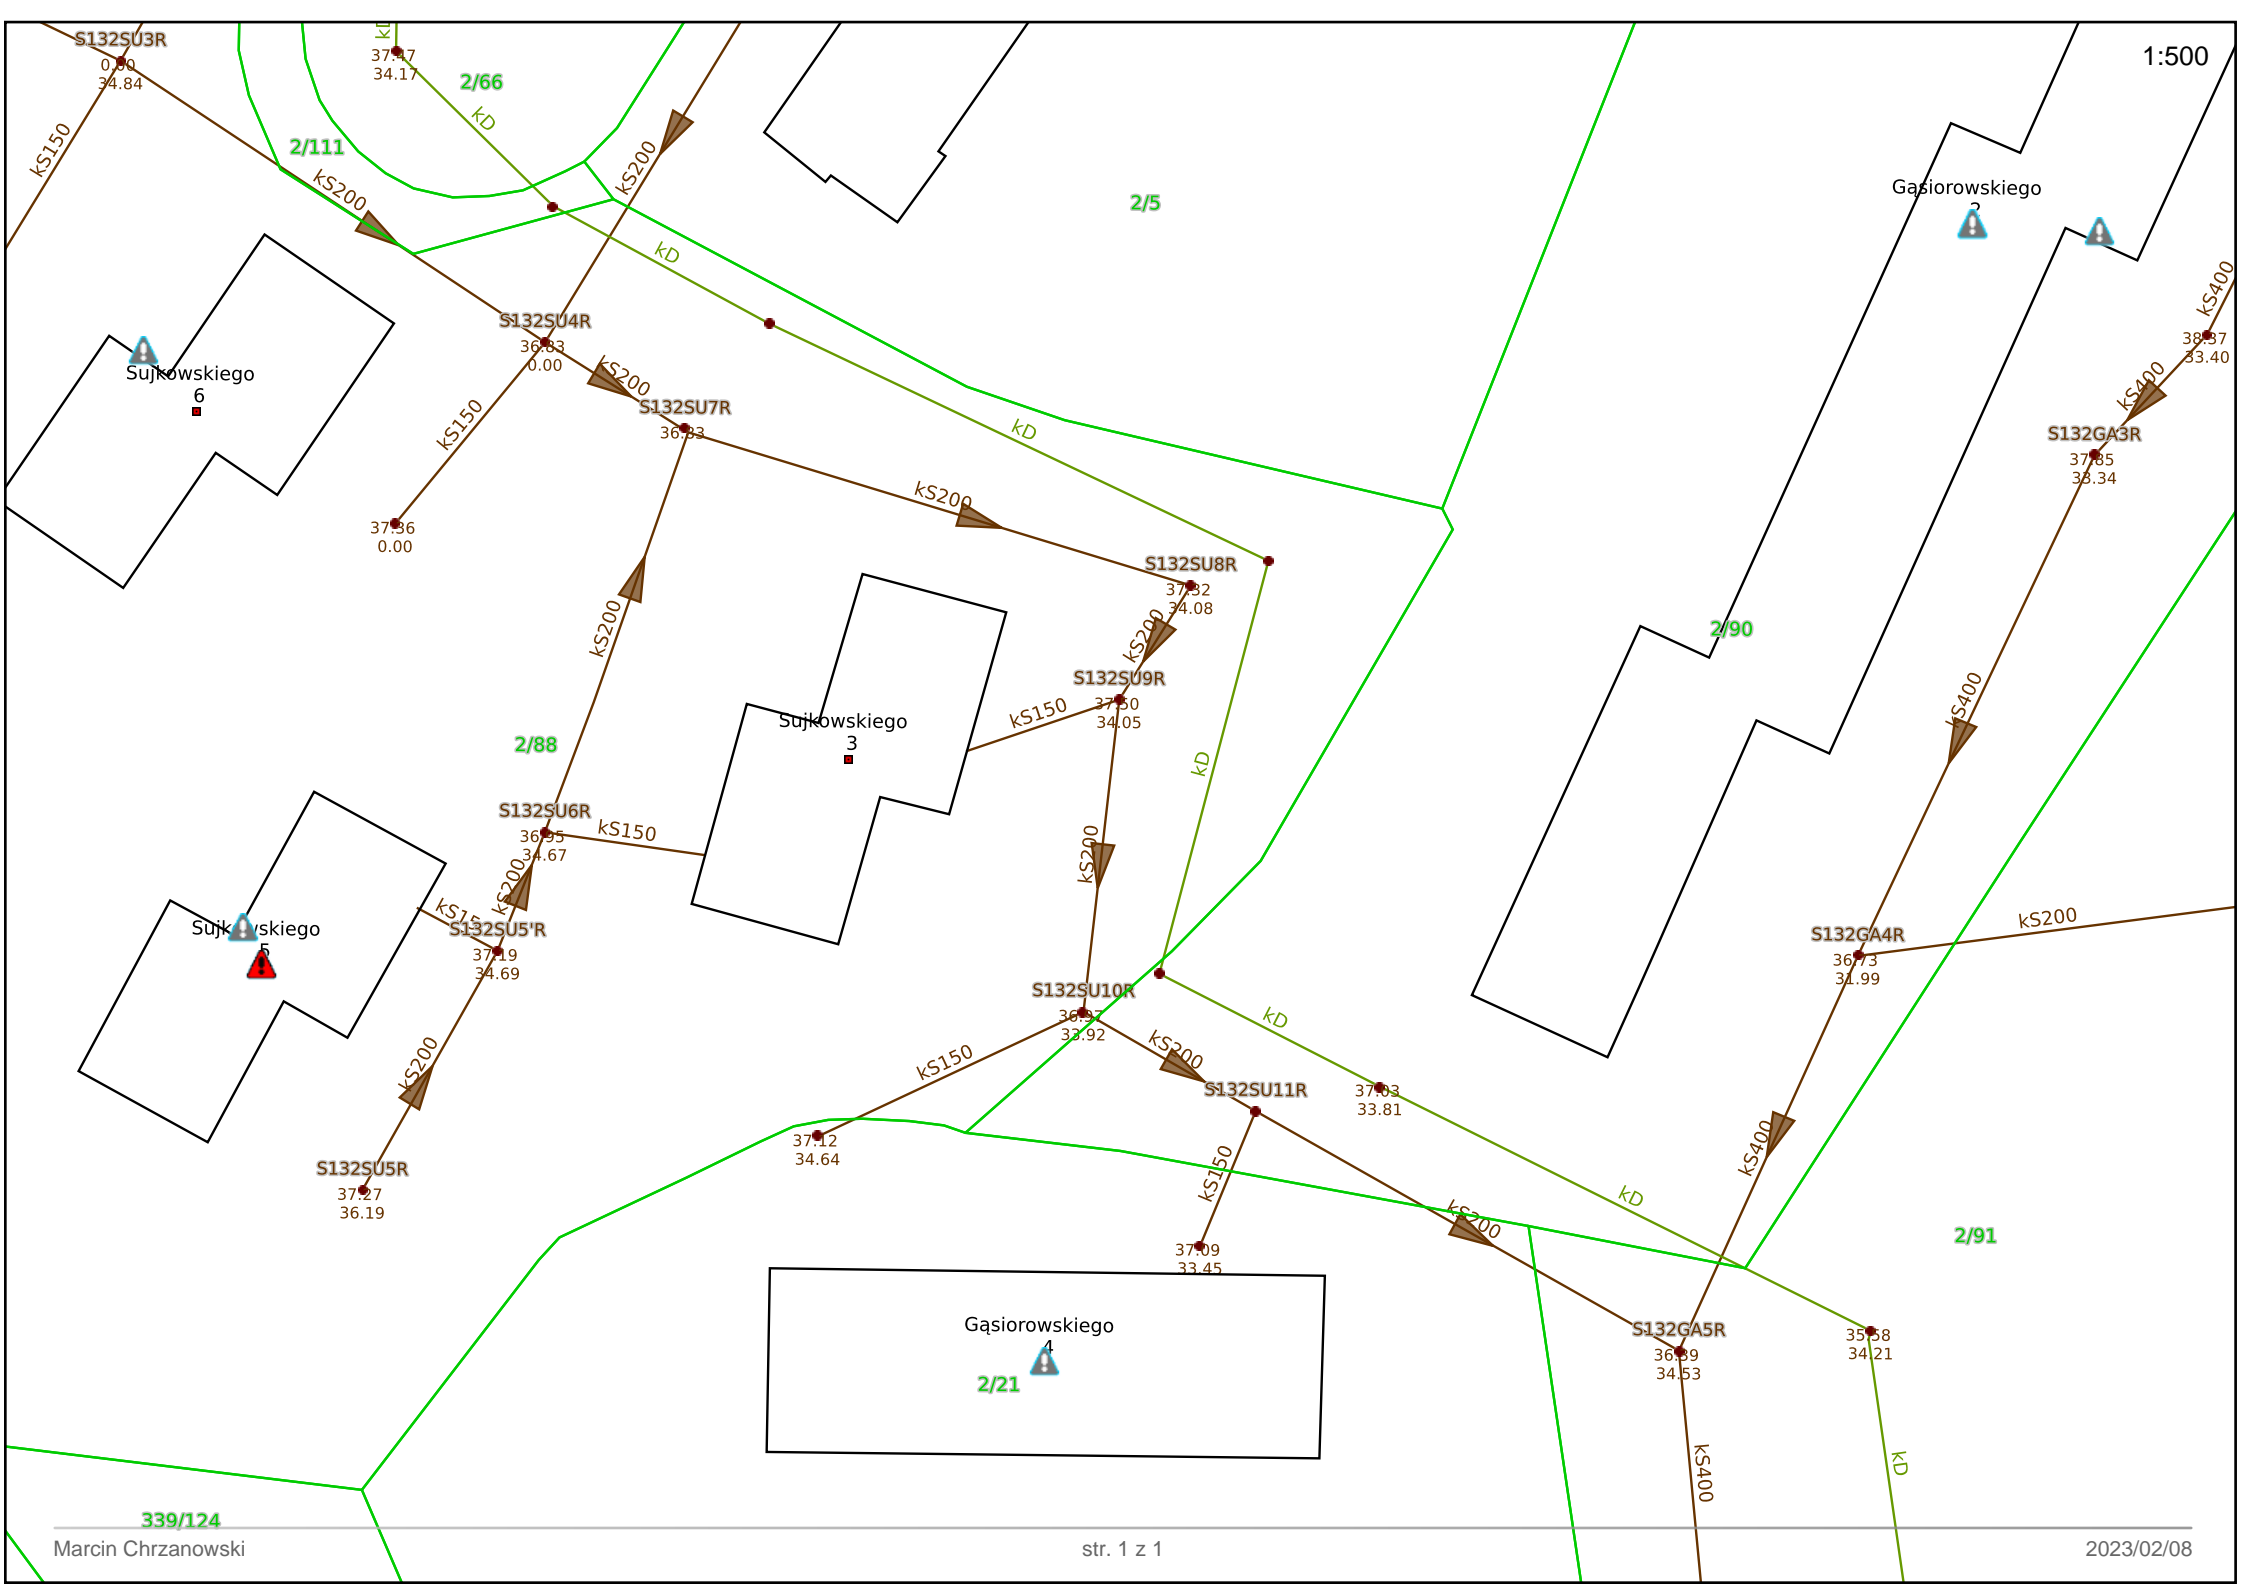 1:500
S132SU3R
0.00
34.84
kS150
37.47
34.17
kD
2/66
kD
2/111
kS200
kS200
2/5
Gąsiorowskiego
2
kD
kS400
38.37
33.40
kS400
S132GA3R
37.85
33.34
S132SU4R
36.83
0.00
kS200
S132SU7R
36.83
Sujkowskiego
6
kS150
37.36
0.00
kD
kS200
S132SU8R
37.32
34.08
kS200
kS200
2/90
S132SU9R
37.50
34.05
kS150
kS400
Sujkowskiego
3
2/88
kD
S132SU6R
36.95
34.67
kS150
kS200
kS200
Sujkowskiego
5
S132SU5'R
37.19
34.69
kS200
S132GA4R
36.73
31.99
S132SU10R
33.92
kD
kS200
kS150
kS200
S132SU11R
37.03
33.81
kS400
37.12
34.64
kS150
S132SU5R
37.27
36.19
kD
kS200
37.09
33.45
2/91
Gąsiorowskiego
4
2/21
S132GA5R
36.39
34.53
35.58
34.21
kS400
kD
339/124
Marcin Chrzanowski
str. 1 z 1
2023/02/08